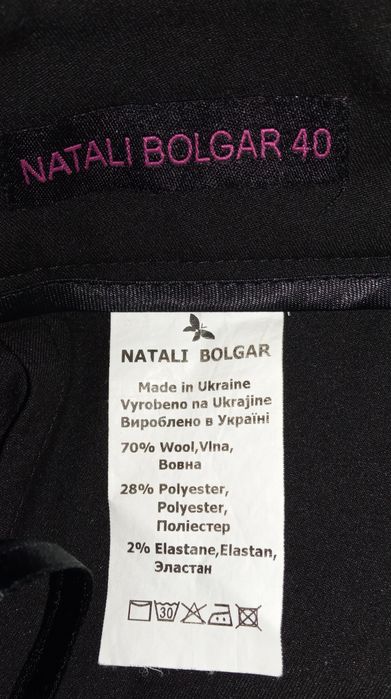 NATALI BOLGAR 40
NATALI BOLGAR
Made in Ukraine
Vyrobeno na Ukrajine
Вироблено в Україні
70% Wool,Vlna,
Вовна
28% Polyester,
Polyester,
Поліестер
2% Elastane,Elastan,
Эластан
30